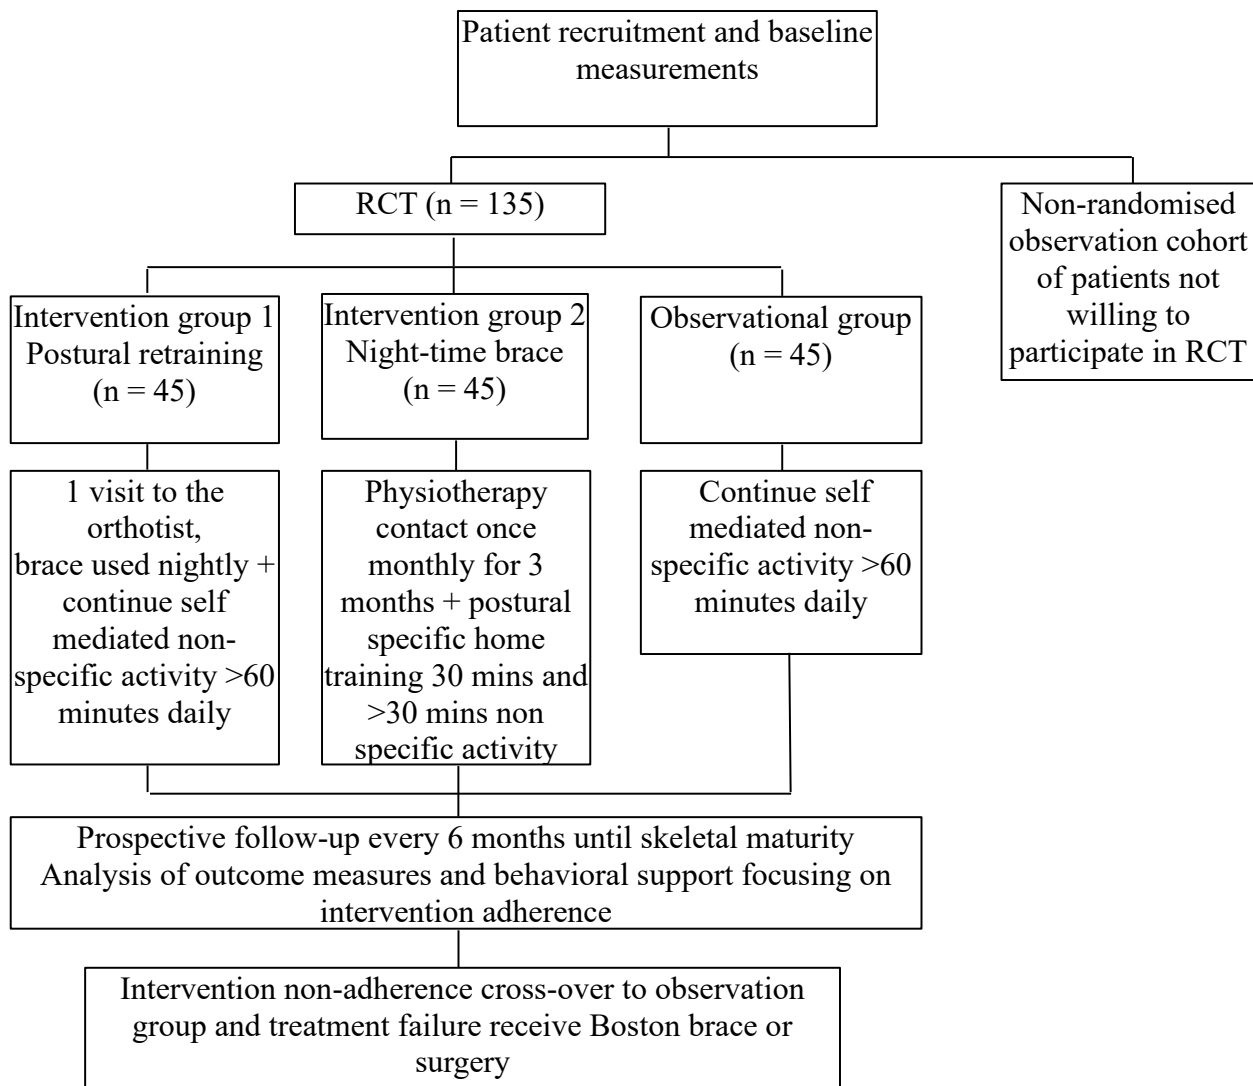 Patient recruitment and baseline
measurements
RCT (n = 135)
Non-randomised
observation cohort
of patients not
willing to
participate in RCT
Intervention group 1
Postural retraining
(n = 45)
Intervention group 2
Night-time brace
(n = 45)
Observational group
(n = 45)
1 visit to the
orthotist,
brace used nightly +
continue self
mediated non-
specific activity >60
minutes daily
Physiotherapy
contact once
monthly for 3
months + postural
specific home
training 30 mins and
>30 mins non
specific activity
Continue self
mediated non-
specific activity >60
minutes daily
Prospective follow-up every 6 months until skeletal maturity
Analysis of outcome measures and behavioral support focusing on
intervention adherence
Intervention non-adherence cross-over to observation
group and treatment failure receive Boston brace or
surgery